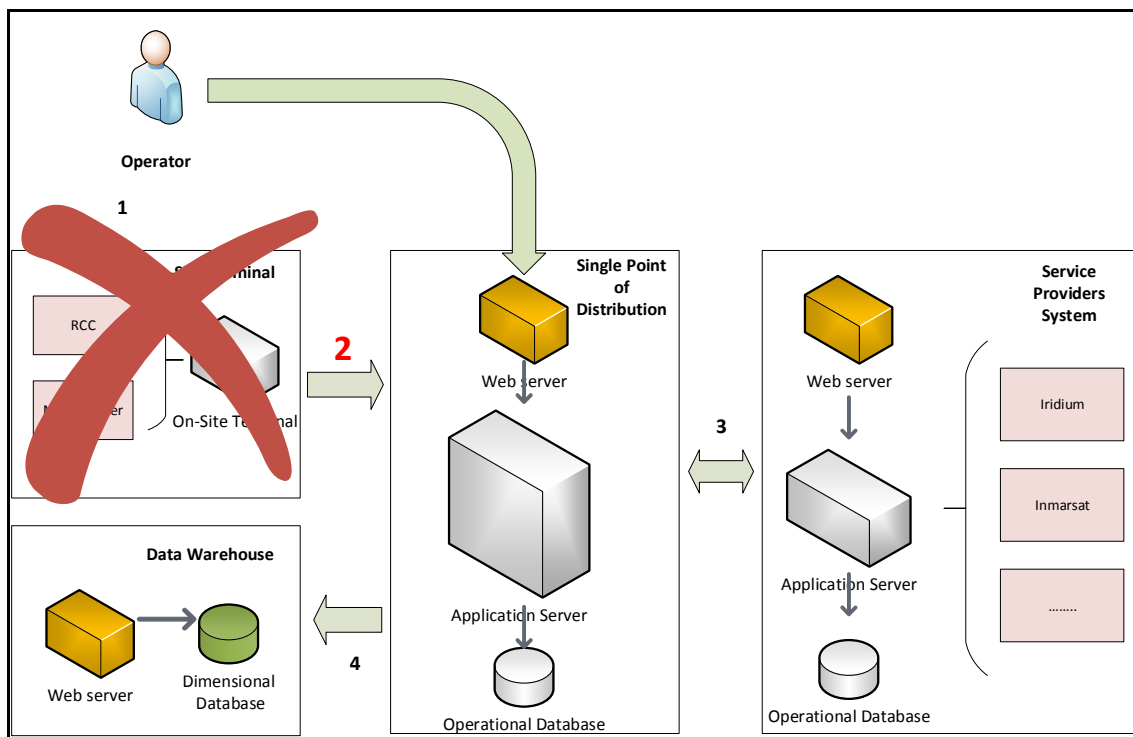 Operator
1
RCC
On-Site
2
Single Point
of
Distribution
Web server
Application Server
Operational Database
3
Service
Providers
System
Web server
Application Server
Operational Database
Iridium
Inmarsat
........
Data Warehouse
Web server
Dimensional
Database
4